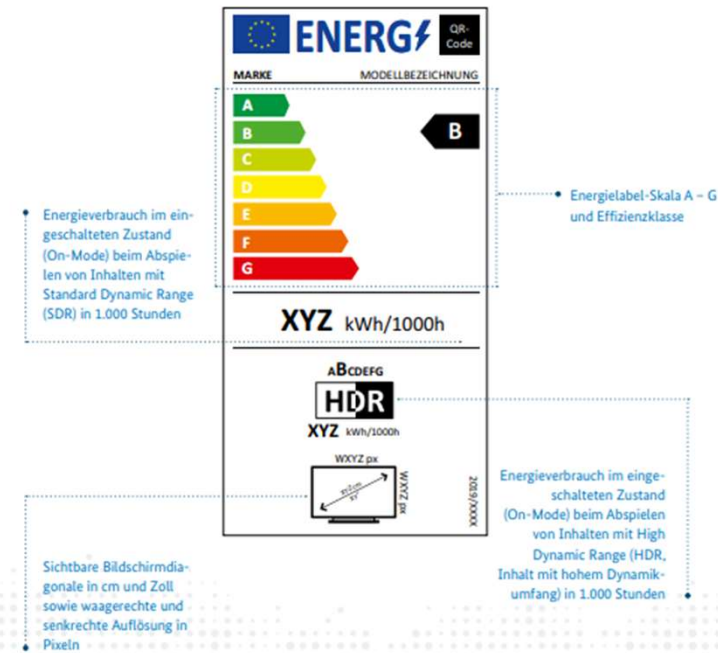 ENERG
QR-
Code
MARKE MODELLBEZEICHNUNG
A
B
C
D
E
F
G
B
Energielabel-Skala A – G
und Effizienzklasse
Energieverbrauch im ein-
geschalteten Zustand
(On-Mode) beim Abspie-
len von Inhalten mit
Standard Dynamic Range
(SDR) in 1.000 Stunden
XYZ kWh/1000h
ABCDEFG
HDR
XYZ kWh/1000h
WXYZ px
xyz cm
xy"
WXYZ px
2019/XXXX
Energieverbrauch im einge-
schalteten Zustand
(On-Mode) beim Abspielen
von Inhalten mit High
Dynamic Range (HDR,
Inhalt mit hohem Dynamik-
umfang) in 1.000 Stunden
Sichtbare Bildschirmdia-
gonale in cm und Zoll
sowie waagerechte und
senkrechte Auflösung in
Pixeln